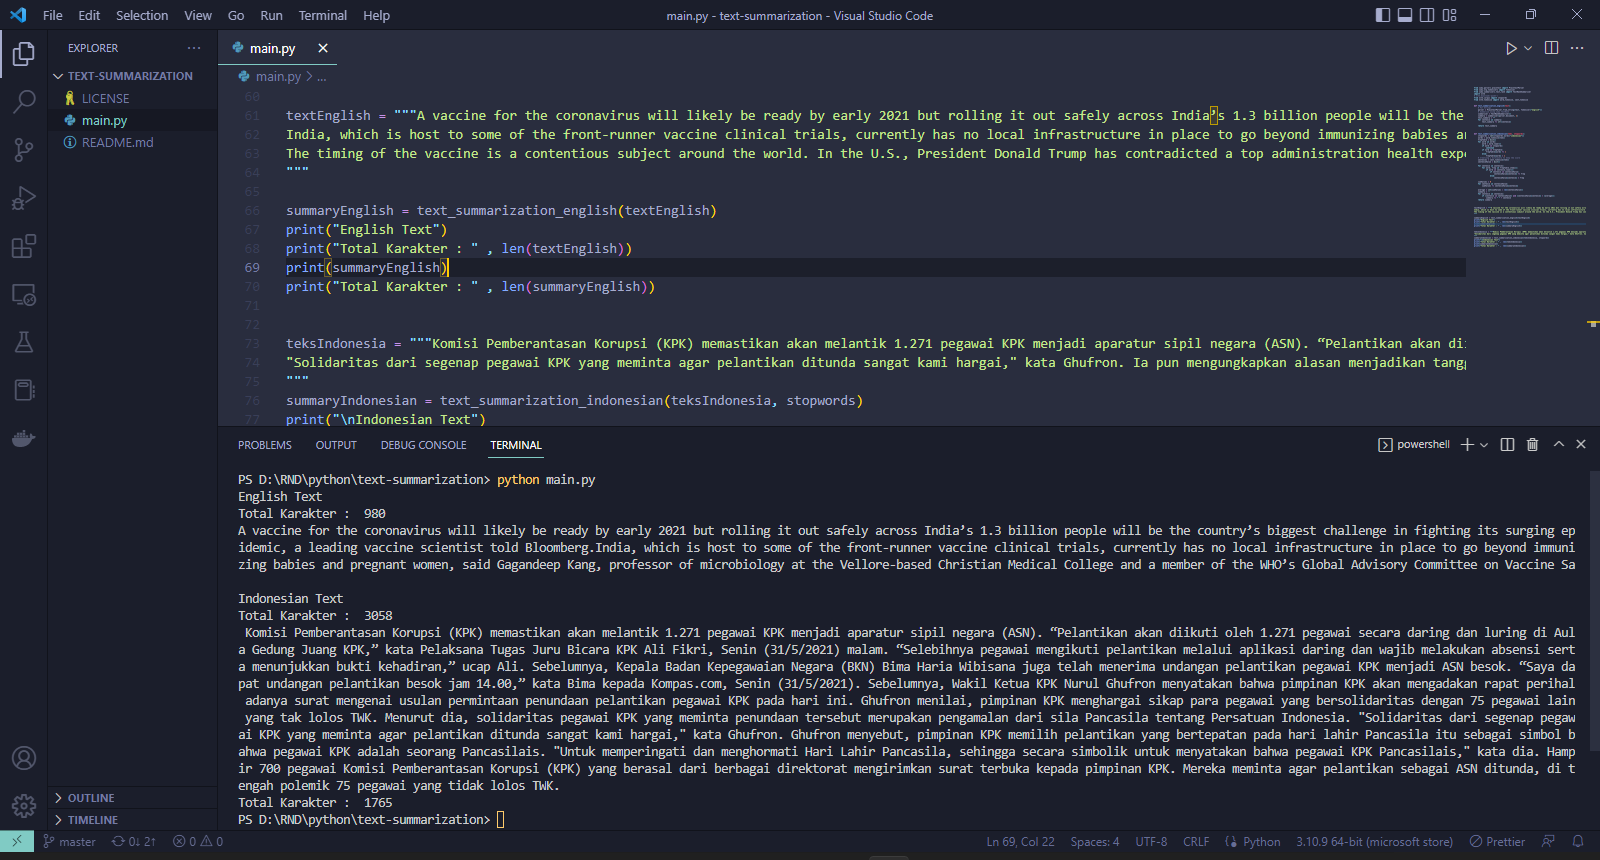 File Edit Selection View Go Run Terminal Help
main.py - text-summarization - Visual Studio Code
EXPLORER
TEXT-SUMMARIZATION
LICENSE
main.py
README.md
OUTLINE
TIMELINE
main.py
main.py > ...
60
61 textEnglish = """A vaccine for the coronavirus will likely be ready by early 2021 but rolling it out safely across India’s 1.3 billion people will be the
62 India, which is host to some of the front-runner vaccine clinical trials, currently has no local infrastructure in place to go beyond immunizing babies a
63 The timing of the vaccine is a contentious subject around the world. In the U.S., President Donald Trump has contradicted a top administration health exp
64 """
65
66 summaryEnglish = text_summarization_english(textEnglish)
67 print("English Text")
68 print("Total Karakter : " , len(textEnglish))
69 print(summaryEnglish)
70 print("Total Karakter : " , len(summaryEnglish))
71
72
73 teksIndonesia = """Komisi Pemberantasan Korupsi (KPK) memastikan akan melantik 1.271 pegawai KPK menjadi aparatur sipil negara (ASN). “Pelantikan akan di
74 "Solidaritas dari segenap pegawai KPK yang meminta agar pelantikan ditunda sangat kami hargai," kata Ghufron. Ia pun mengungkapkan alasan menjadikan tang
75 """
76 summaryIndonesian = text_summarization_indonesian(teksIndonesia, stopwords)
77 print("\nIndonesian Text")
PROBLEMS OUTPUT DEBUG CONSOLE TERMINAL
powershell
PS D:\RND\python\text-summarization> python main.py
English Text
Total Karakter :  980
A vaccine for the coronavirus will likely be ready by early 2021 but rolling it out safely across India’s 1.3 billion people will be the country’s biggest challenge in fighting its surging ep
idemic, a leading vaccine scientist told Bloomberg.India, which is host to some of the front-runner vaccine clinical trials, currently has no local infrastructure in place to go beyond immuni
zing babies and pregnant women, said Gagandeep Kang, professor of microbiology at the Vellore-based Christian Medical College and a member of the WHO’s Global Advisory Committee on Vaccine Sa
Indonesian Text
Total Karakter :  3058
Komisi Pemberantasan Korupsi (KPK) memastikan akan melantik 1.271 pegawai KPK menjadi aparatur sipil negara (ASN). “Pelantikan akan diikuti oleh 1.271 pegawai secara daring dan luring di Aul
a Gedung Juang KPK,” kata Pelaksana Tugas Juru Bicara KPK Ali Fikri, Senin (31/5/2021) malam. “Selebihnya pegawai mengikuti pelantikan melalui aplikasi daring dan wajib melakukan absensi sert
a menunjukkan bukti kehadiran,” ucap Ali. Sebelumnya, Kepala Badan Kepegawaian Negara (BKN) Bima Haria Wibisana juga telah menerima undangan pelantikan pegawai KPK menjadi ASN besok. “Saya da
pat undangan pelantikan besok jam 14.00,” kata Bima kepada Kompas.com, Senin (31/5/2021). Sebelumnya, Wakil Ketua KPK Nurul Ghufron menyatakan bahwa pimpinan KPK akan mengadakan rapat perihal
adanya surat mengenai usulan permintaan penundaan pelantikan pegawai KPK pada hari ini. Ghufron menilai, pimpinan KPK menghargai sikap para pegawai yang bersolidaritas dengan 75 pegawai lain
yang tak lolos TWK. Menurut dia, solidaritas pegawai KPK yang meminta penundaan tersebut merupakan pengamalan dari sila Pancasila tentang Persatuan Indonesia. "Solidaritas dari segenap pegaw
ai KPK yang meminta agar pelantikan ditunda sangat kami hargai," kata Ghufron. Ghufron menyebut, pimpinan KPK memilih pelantikan yang bertepatan pada hari lahir Pancasila itu sebagai simbol b
ahwa pegawai KPK adalah seorang Pancasilais. "Untuk memperingati dan menghormati Hari Lahir Pancasila, sehingga secara simbolik untuk menyatakan bahwa pegawai KPK Pancasilais," kata dia. Hamp
ir 700 pegawai Komisi Pemberantasan Korupsi (KPK) yang berasal dari berbagai direktorat mengirimkan surat terbuka kepada pimpinan KPK. Mereka meminta agar pelantikan sebagai ASN ditunda, di t
engah polemik 75 pegawai yang tidak lolos TWK.
Total Karakter :  1765
PS D:\RND\python\text-summarization>
master 0↓ 2↑ 0 0 Ln 69, Col 22 Spaces: 4 UTF-8 CRLF Python 3.10.9 64-bit (microsoft store) Prettier